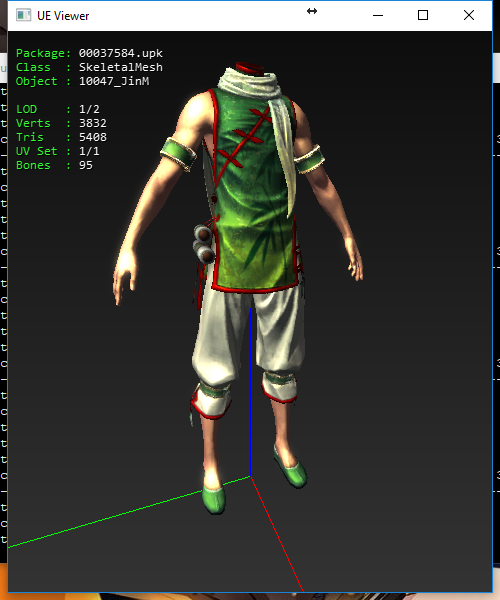 UE Viewer
Package: 00037584.upk
Class : SkeletalMesh
Object : 10047_JinM
LOD : 1/2
Verts : 3832
Tris : 5408
UV Set : 1/1
Bones : 95